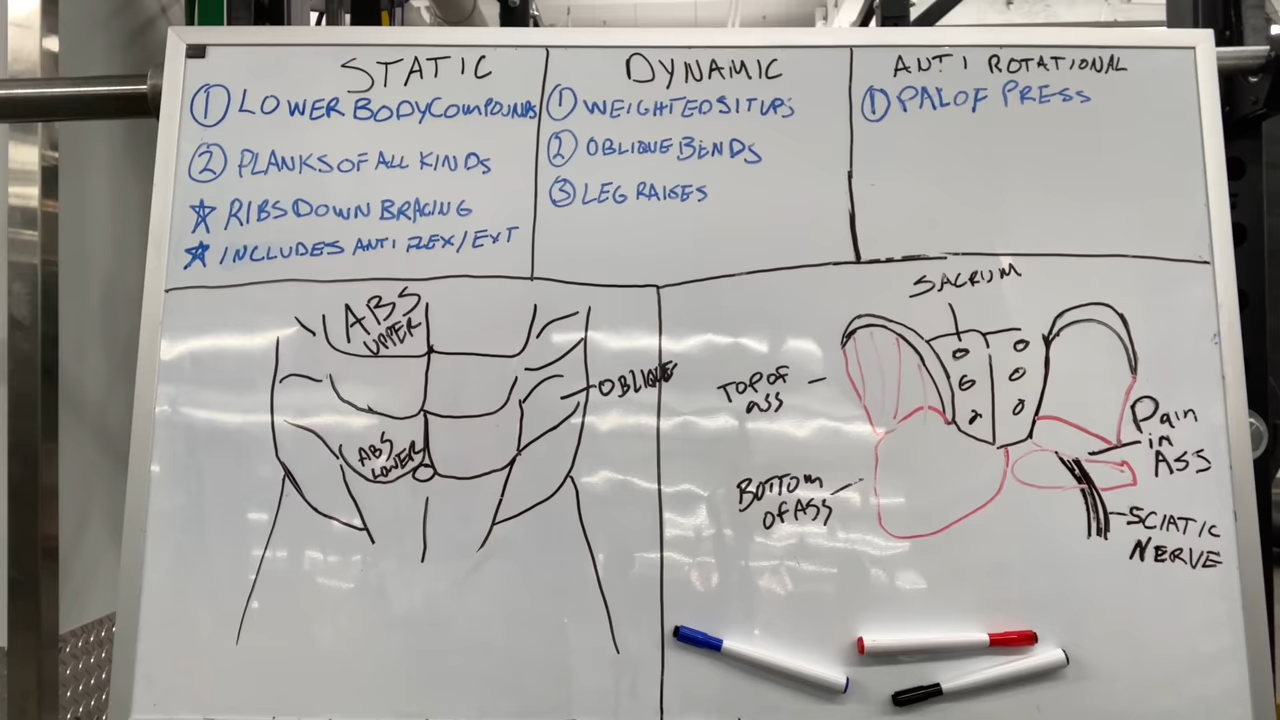 STATIC
① LOWER BODY COMPOUNDS
② PLANKS OF ALL KINDS
☆ RIBS DOWN BRACING
☆ INCLUDES ANTI FLEX/EXT
DYNAMIC
① WEIGHTED SIT UPS
② OBLIQUE BENDS
③ LEG RAISES
ANTI ROTATIONAL
① PALOF PRESS
ABS
UPPER
OBLIQUE
ABS
LOWER
SACRUM
TOP OF
ASS
BOTTOM
OF ASS
PAIN
IN
ASS
SCIATIC
NERVE